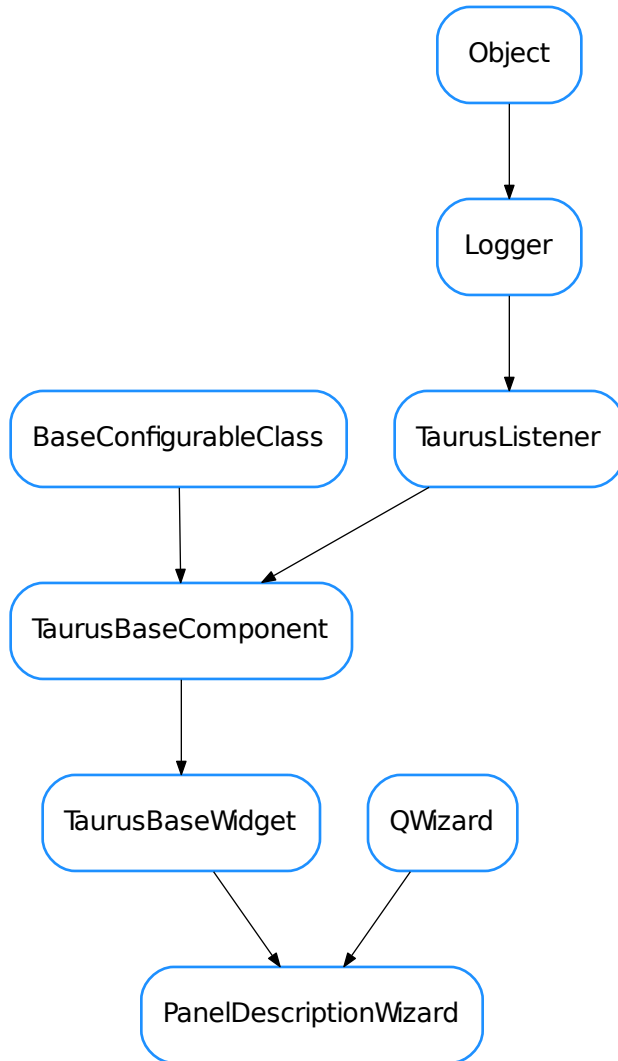 Object
Logger
BaseConfigurableClass
TaurusListener
TaurusBaseComponent
TaurusBaseWidget
QWizard
PanelDescriptionWizard